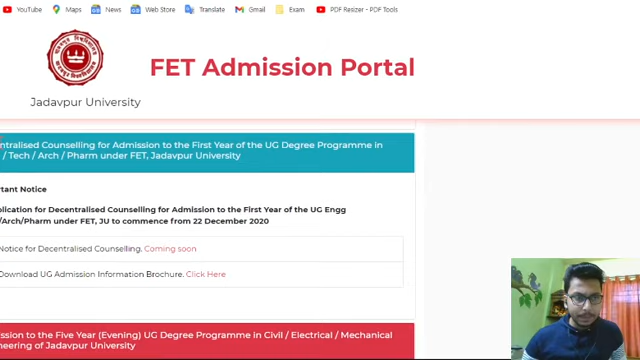 YouTube Maps News Web Store Translate Gmail Exam PDF Resizer - PDF Tools
FET Admission Portal
Jadavpur University
ntralised Counselling for Admission to the First Year of the UG Degree Programme in
/ Tech / Arch / Pharm under FET, Jadavpur University
rtant Notice
plication for Decentralised Counselling for Admission to the First Year of the UG Engg
/Arch/Pharm under FET, JU to commence from 22 December 2020
Notice for Decentralised Counselling. Coming soon
Download UG Admission Information Brochure. Click Here
ssion to the Five Year (Evening) UG Degree Programme in Civil / Electrical / Mechanical
neering of Jadavpur University